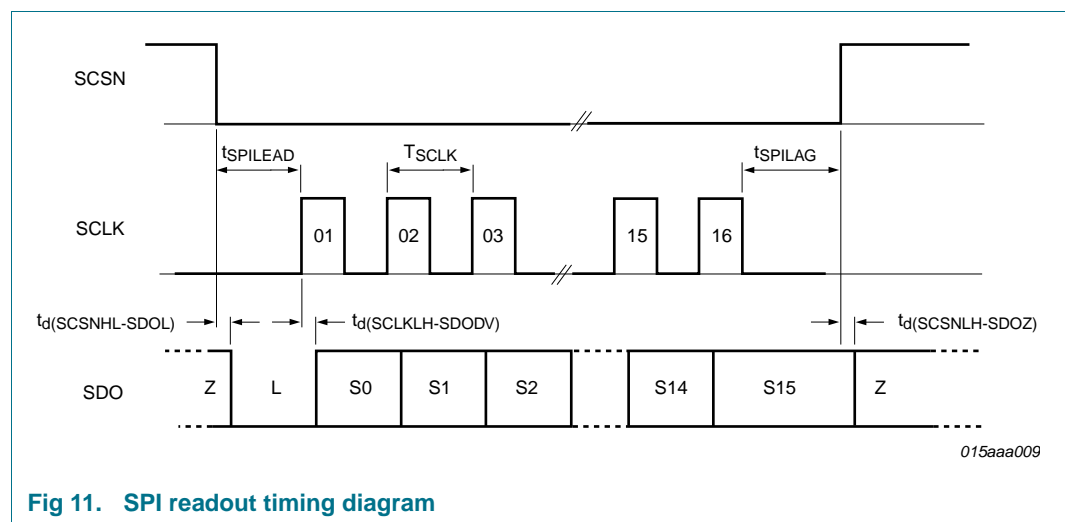 SCSN
tSPILEAD TSCLK tSPILAG
SCLK 01 02 03 15 16
td(SCSNHL-SDOL) td(SCLKLH-SDODV) td(SCSNLH-SDOZ)
SDO Z L S0 S1 S2 S14 S15 Z
015aaa009
Fig 11. SPI readout timing diagram